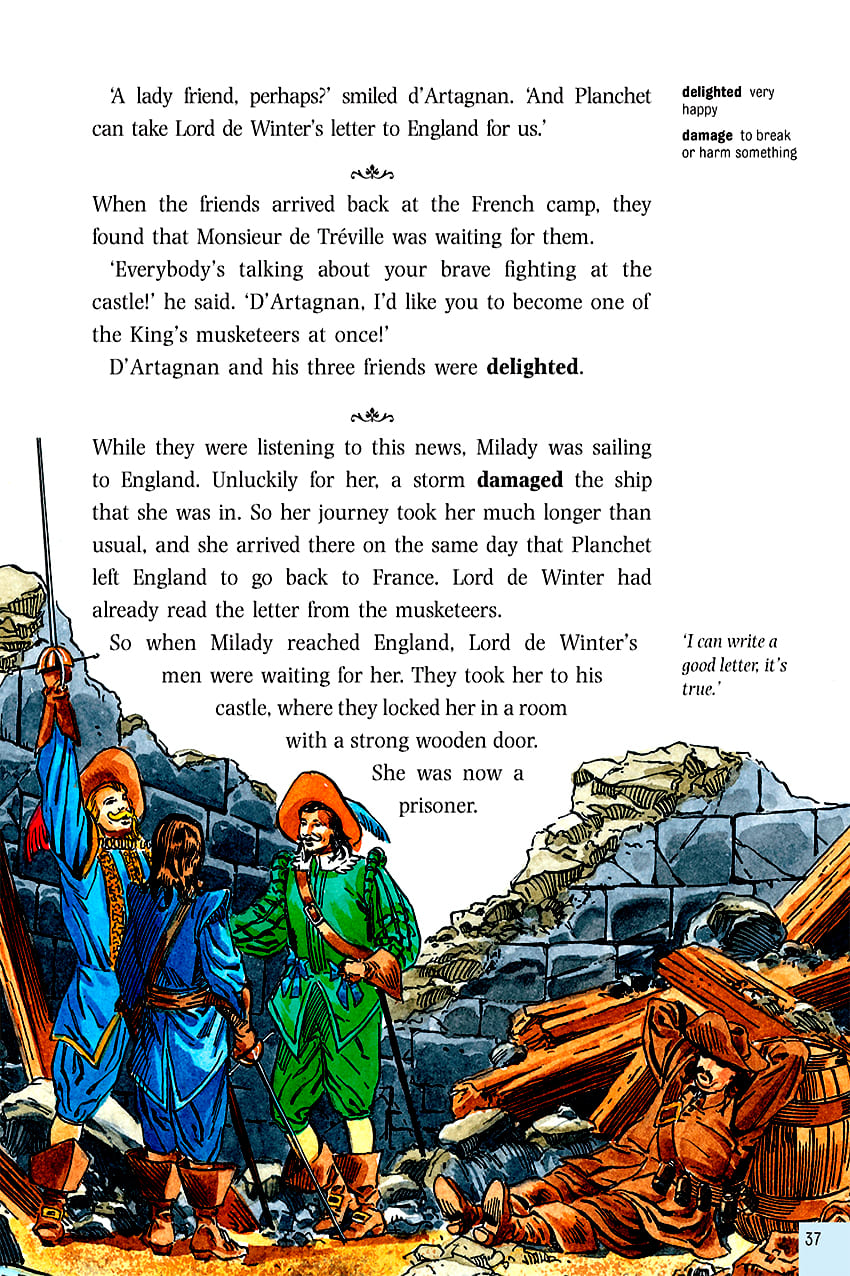 ‘A lady friend, perhaps?’ smiled d’Artagnan. ‘And Planchet
can take Lord de Winter’s letter to England for us.’
When the friends arrived back at the French camp, they
found that Monsieur de Tréville was waiting for them.
‘Everybody’s talking about your brave fighting at the
castle!’ he said. ‘D’Artagnan, I’d like you to become one of
the King’s musketeers at once!’
D’Artagnan and his three friends were delighted.
While they were listening to this news, Milady was sailing
to England. Unluckily for her, a storm damaged the ship
that she was in. So her journey took her much longer than
usual, and she arrived there on the same day that Planchet
left England to go back to France. Lord de Winter had
already read the letter from the musketeers.
So when Milady reached England, Lord de Winter’s
men were waiting for her. They took her to his
castle, where they locked her in a room
with a strong wooden door.
She was now a
prisoner.
delighted very
happy
damage to break
or harm something
‘I can write a
good letter, it’s
true.’
37